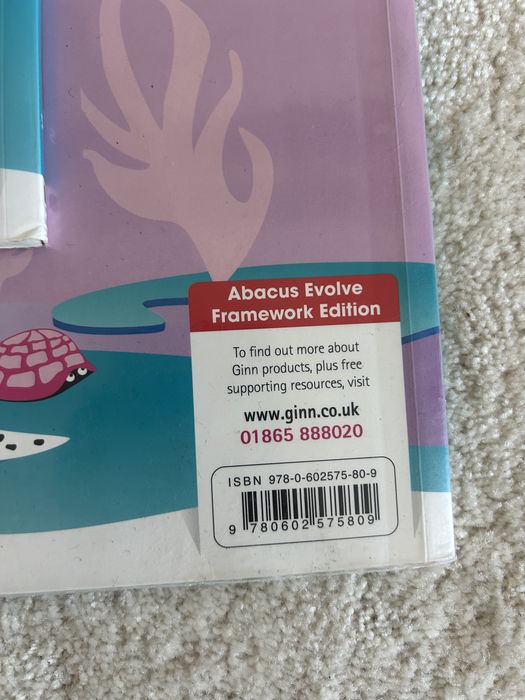 Abacus Evolve
Framework Edition
To find out more about
Ginn products, plus free
supporting resources, visit
www.ginn.co.uk
01865 888020
ISBN 978-0-602575-80-9
9 780602 575809